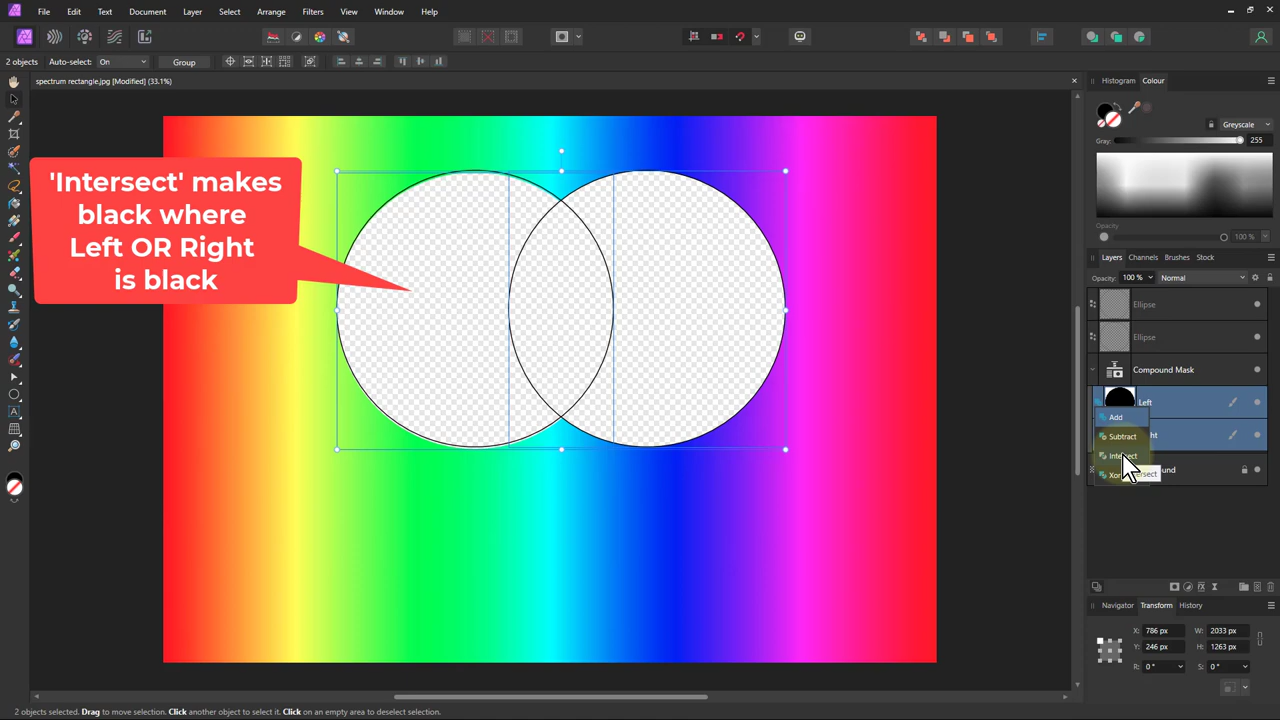 File Edit Text Document Layer Select Arrange Filters View Window Help
2 objects Auto-select: On Group
spectrum rectangle.jpg [Modified] (33.1%)
Histogram Colour
Greyscale
Gray: 255
Opacity
100 %
Layers Channels Brushes Stock
Opacity: 100 % Normal
Ellipse
Ellipse
Compound Mask
Left
Add
Subtract
Intersect
'Intersect' makes
black where
Left OR Right
is black
Navigator Transform History
X: 786 px W: 2033 px
Y: 246 px H: 1263 px
R: 0 ° S: 0 °
2 objects selected. Drag to move selection. Click another object to select it. Click on an empty area to deselect selection.